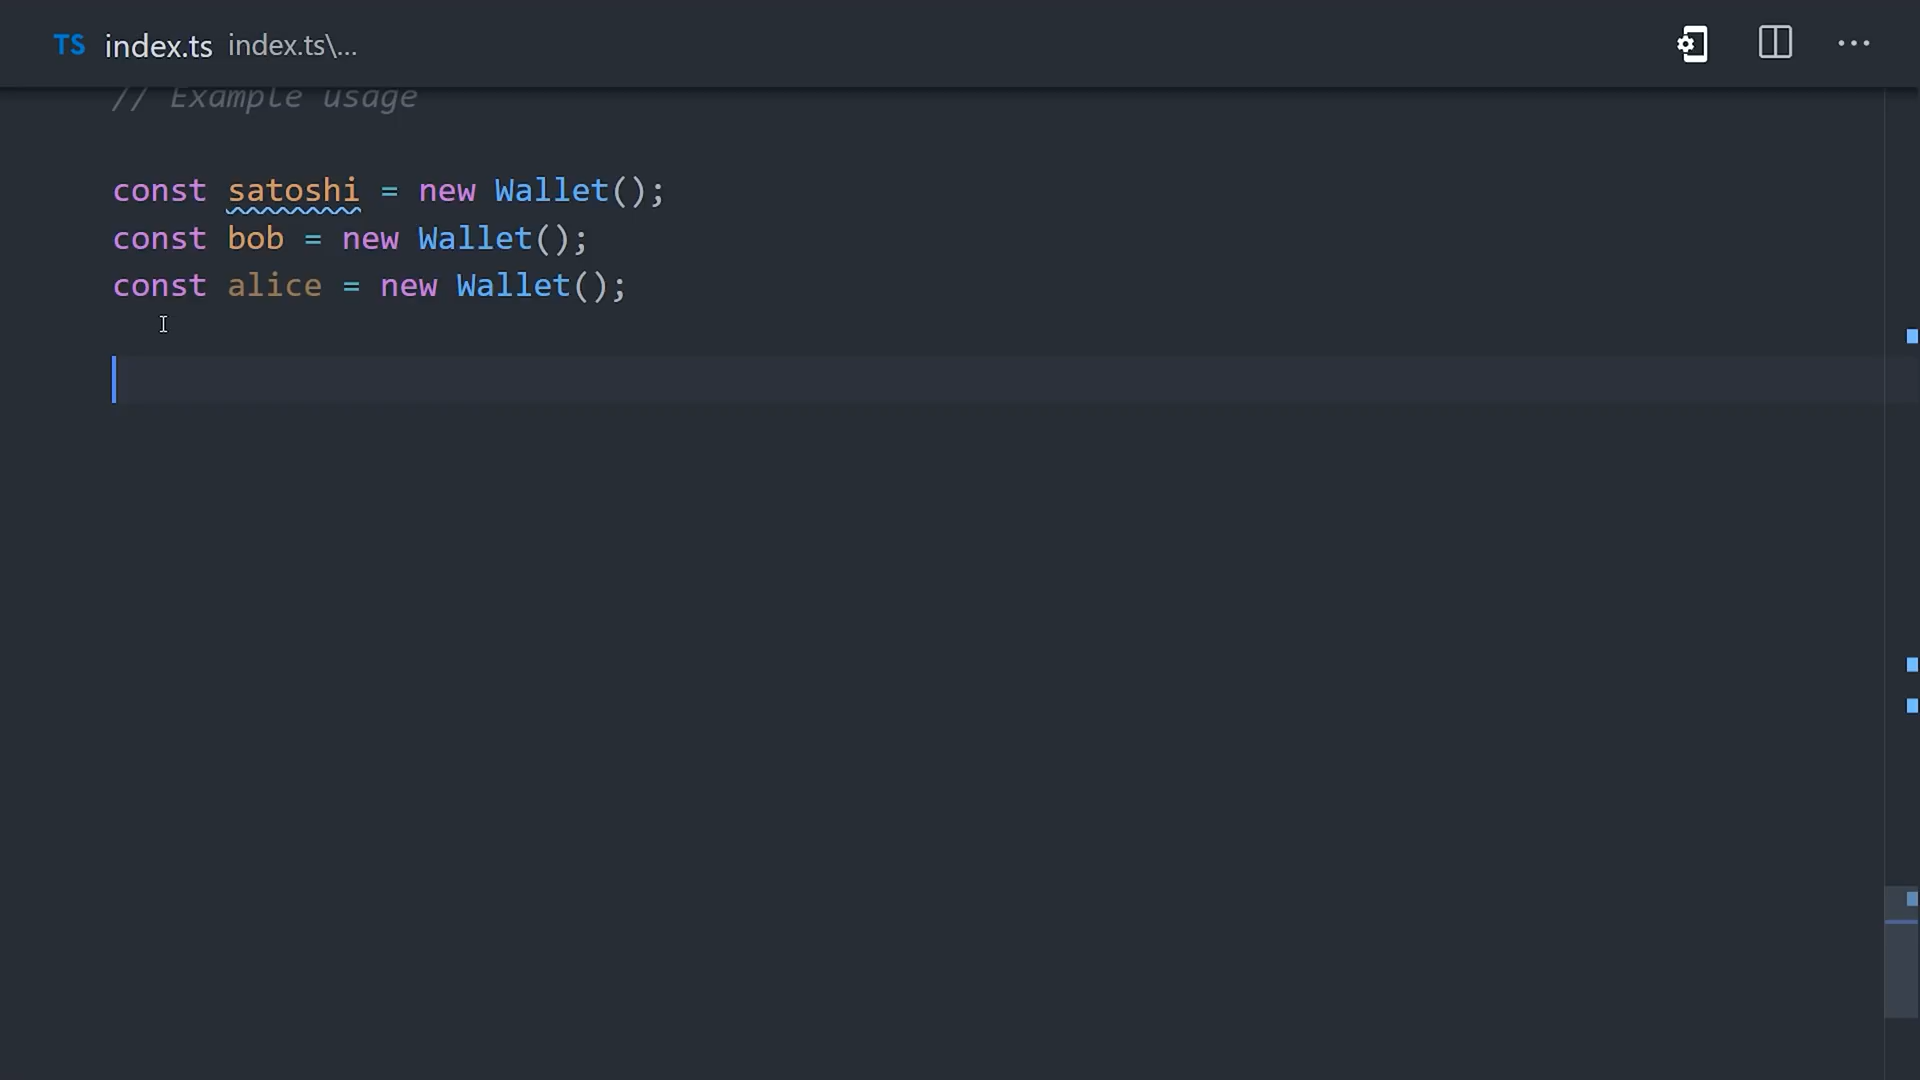 TS index.ts index.ts\...
// Example usage
const satoshi = new Wallet();
const bob = new Wallet();
const alice = new Wallet();